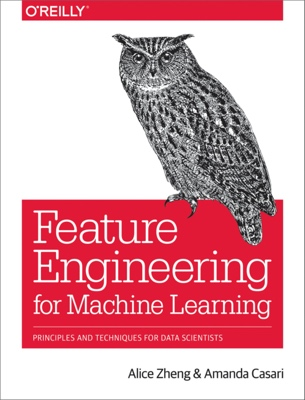 O'REILLY®
Feature
Engineering
for Machine Learning
PRINCIPLES AND TECHNIQUES FOR DATA SCIENTISTS
Alice Zheng & Amanda Casari